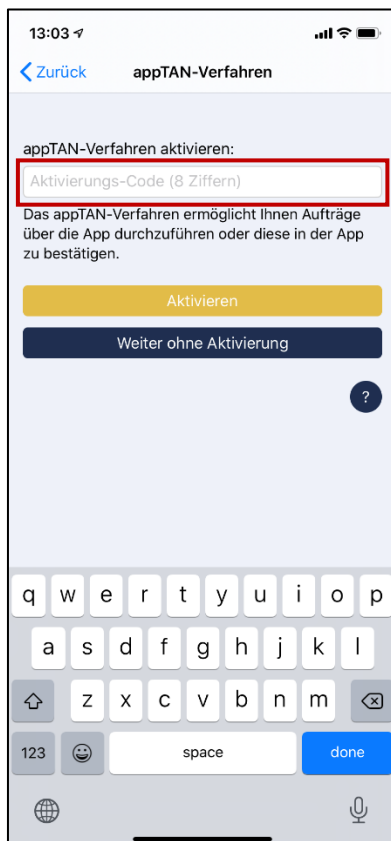 13:03
Zurück appTAN-Verfahren
appTAN-Verfahren aktivieren:
Aktivierungs-Code (8 Ziffern)
Das appTAN-Verfahren ermöglicht Ihnen Aufträge
über die App durchzuführen oder diese in der App
zu bestätigen.
Aktivieren
Weiter ohne Aktivierung
?
q w e r t y u i o p
a s d f g h j k l
z x c v b n m
123 space done